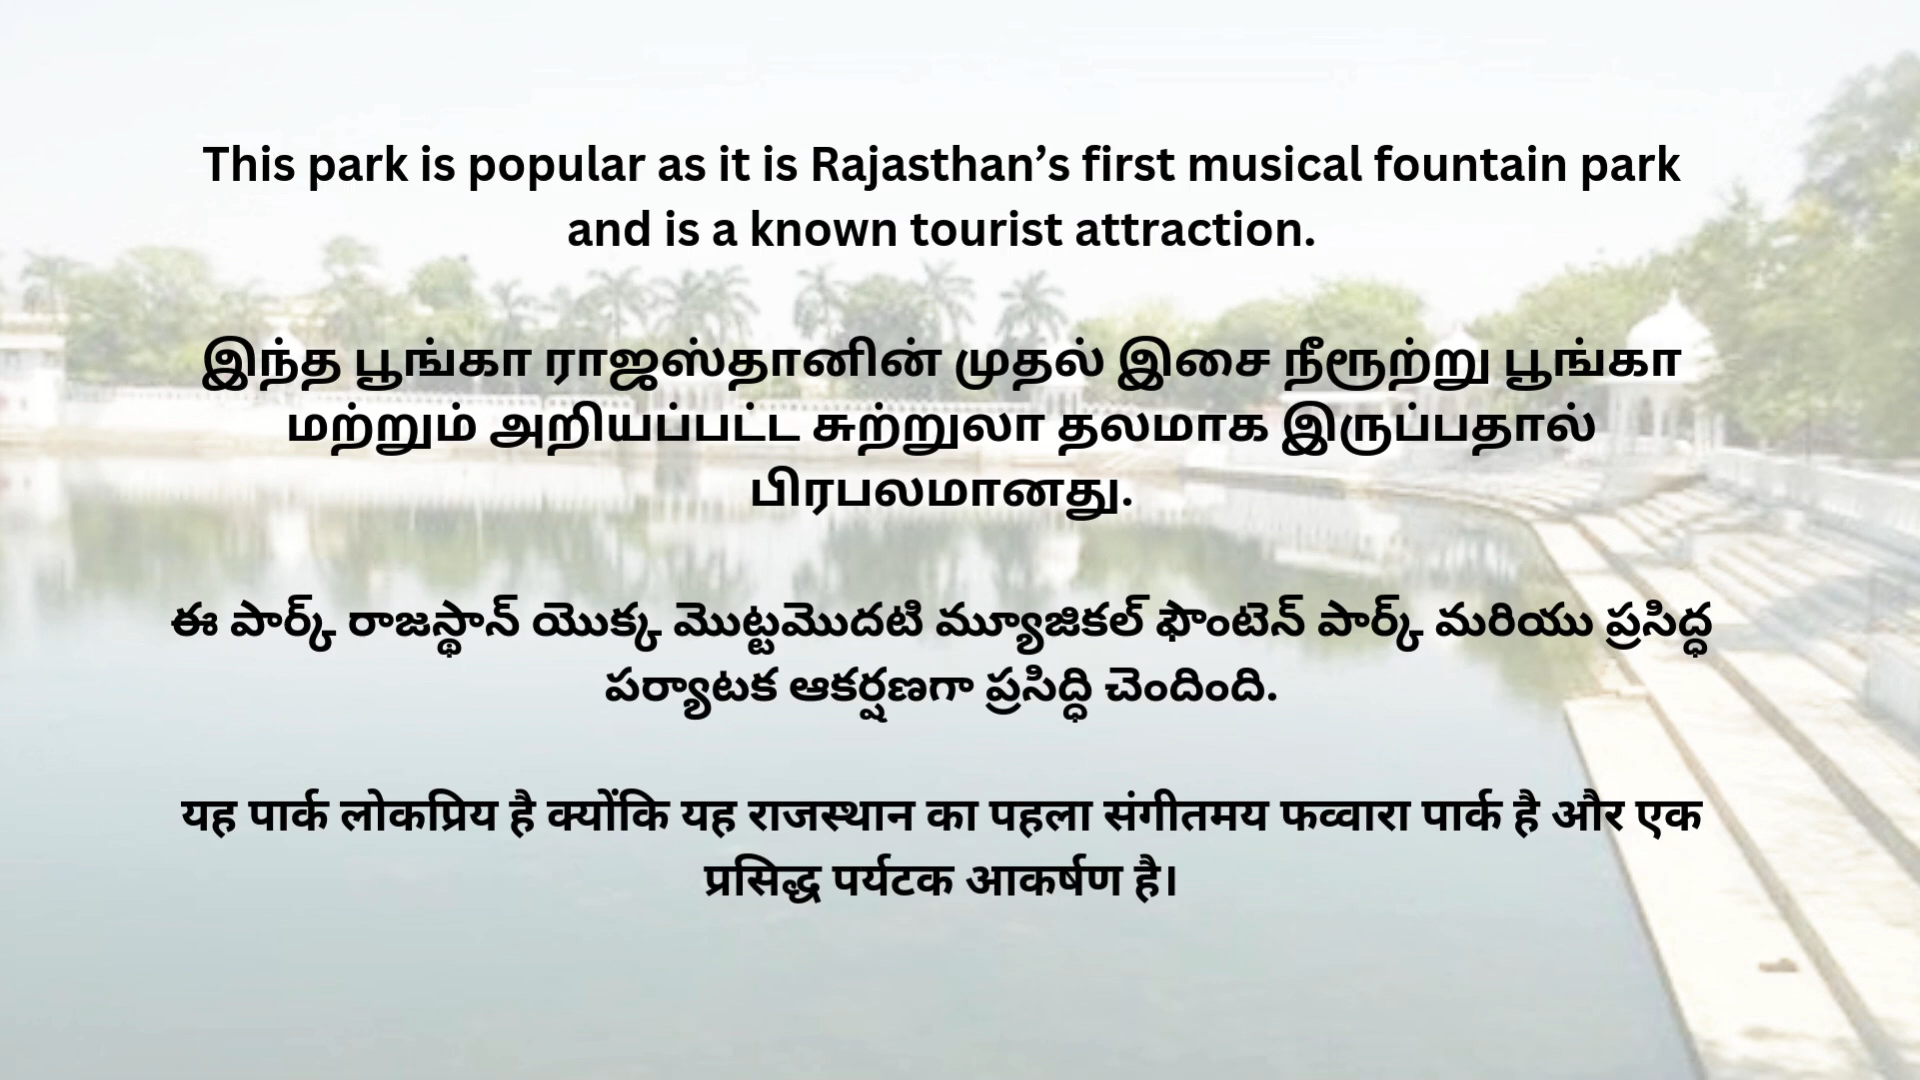 This park is popular as it is Rajasthan’s first musical fountain park
and is a known tourist attraction.
இந்த பூங்கா ராஜஸ்தானின் முதல் இசை நீரூற்று பூங்கா
மற்றும் அறியப்பட்ட சுற்றுலா தலமாக இருப்பதால்
பிரபலமானது.
ఈ పార్క్ రాజస్థాన్ యొక్క మొట్టమొదటి మ్యూజికల్ ఫౌంటెన్ పార్క్ మరియు ప్రసిద్ధ
పర్యాటక ఆకర్షణగా ప్రసిద్ధి చెందింది.
यह पार्क लोकप्रिय है क्योंकि यह राजस्थान का पहला संगीतमय फव्वारा पार्क है और एक
प्रसिद्ध पर्यटक आकर्षण है।